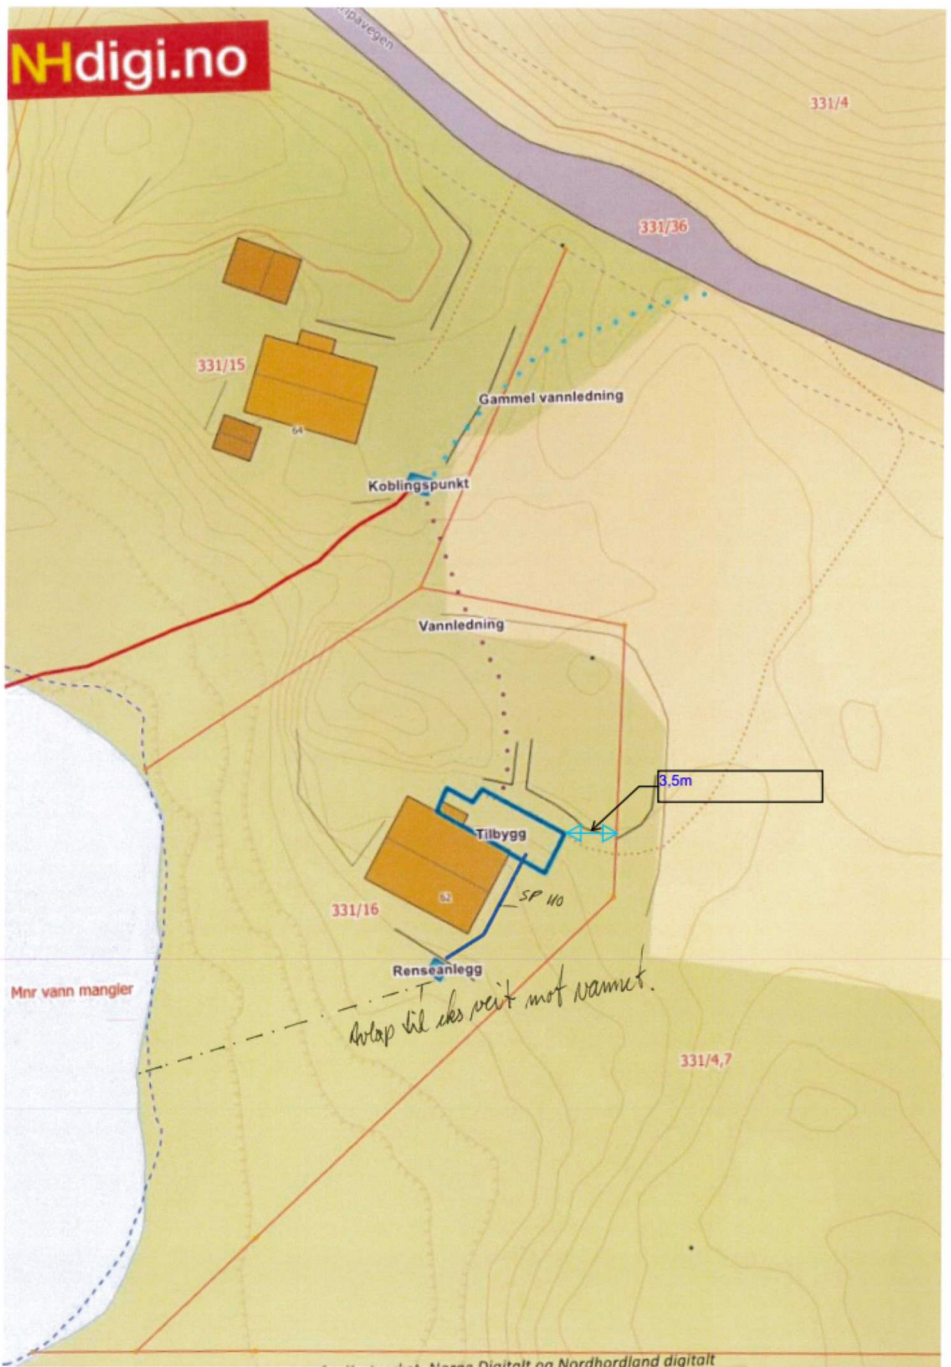 NHdigi.no
331/4
331/36
331/15
64
Gammel vannledning
Koblingspunkt
Vannledning
3,5m
Tilbygg
62
SP 110
331/16
Renseanlegg
Mnr vann mangler
Avløp til eks veit mot vannet.
331/4,7
Norge Digitalt og Nordhordland digitalt